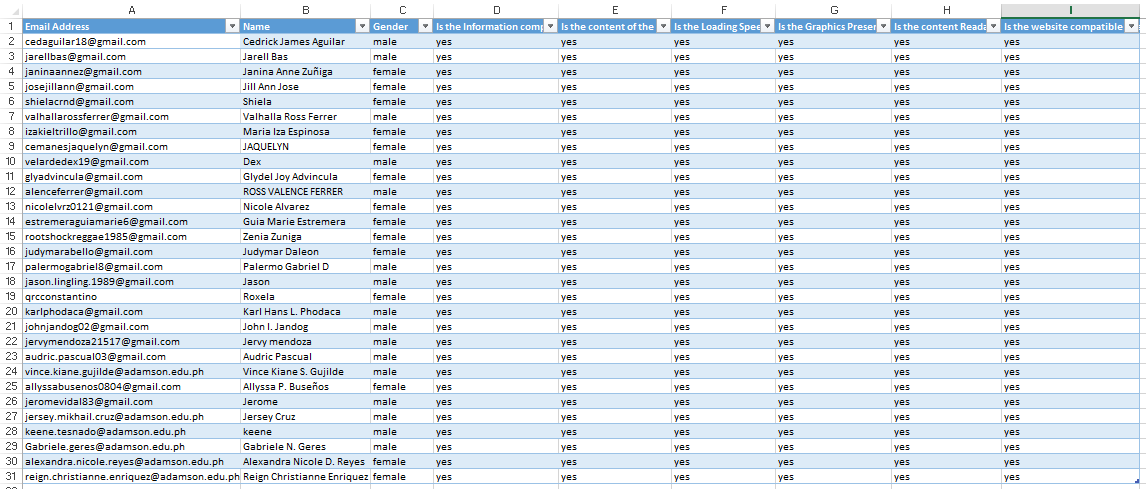 A B C D E F G H I
1 Email Address Name Gender Is the Information comp Is the content of the Is the Loading Spee Is the Graphics Presen Is the content Reada Is the website compatible
2 cedaguilar18@gmail.com Cedrick James Aguilar male yes yes yes yes yes yes
3 jarellbas@gmail.com Jarell Bas male yes yes yes yes yes yes
4 janinaannez@gmail.com Janina Anne Zuñiga female yes yes yes yes yes yes
5 josejillann@gmail.com Jill Ann Jose female yes yes yes yes yes yes
6 shielacrnd@gmail.com Shiela female yes yes yes yes yes yes
7 valhallarossferrer@gmail.com Valhalla Ross Ferrer male yes yes yes yes yes yes
8 izakieltrillo@gmail.com Maria Iza Espinosa female yes yes yes yes yes yes
9 cemanesjaquelyn@gmail.com JAQUELYN female yes yes yes yes yes yes
10 velardedex19@gmail.com Dex male yes yes yes yes yes yes
11 glyadvincula@gmail.com Glydel Joy Advincula female yes yes yes yes yes yes
12 alenceferrer@gmail.com ROSS VALENCE FERRER male yes yes yes yes yes yes
13 nicolelvrz0121@gmail.com Nicole Alvarez female yes yes yes yes yes yes
14 estremeraguiamarie6@gmail.com Guia Marie Estremera female yes yes yes yes yes yes
15 rootshockreggae1985@gmail.com Zenia Zuniga female yes yes yes yes yes yes
16 judymarabello@gmail.com Judymar Daleon female yes yes yes yes yes yes
17 palermogabriel8@gmail.com Palermo Gabriel D male yes yes yes yes yes yes
18 jason.lingling.1989@gmail.com Jason male yes yes yes yes yes yes
19 qrcconstantino Roxela female yes yes yes yes yes yes
20 karlphodaca@gmail.com Karl Hans L. Phodaca male yes yes yes yes yes yes
21 johnjandog02@gmail.com John I. Jandog male yes yes yes yes yes yes
22 jervymendoza21517@gmail.com Jervy mendoza male yes yes yes yes yes yes
23 audric.pascual03@gmail.com Audric Pascual male yes yes yes yes yes yes
24 vince.kiane.gujilde@adamson.edu.ph Vince Kiane S. Gujilde male yes yes yes yes yes yes
25 allyssabusenos0804@gmail.com Allyssa P. Buseños female yes yes yes yes yes yes
26 jeromevidal83@gmail.com Jerome male yes yes yes yes yes yes
27 jersey.mikhail.cruz@adamson.edu.ph Jersey Cruz male yes yes yes yes yes yes
28 keene.tesnado@adamson.edu.ph keene male yes yes yes yes yes yes
29 Gabriele.geres@adamson.edu.ph Gabriele N. Geres male yes yes yes yes yes yes
30 alexandra.nicole.reyes@adamson.edu.ph Alexandra Nicole D. Reyes female yes yes yes yes yes yes
31 reign.christianne.enriquez@adamson.edu.ph Reign Christianne Enriquez female yes yes yes yes yes yes